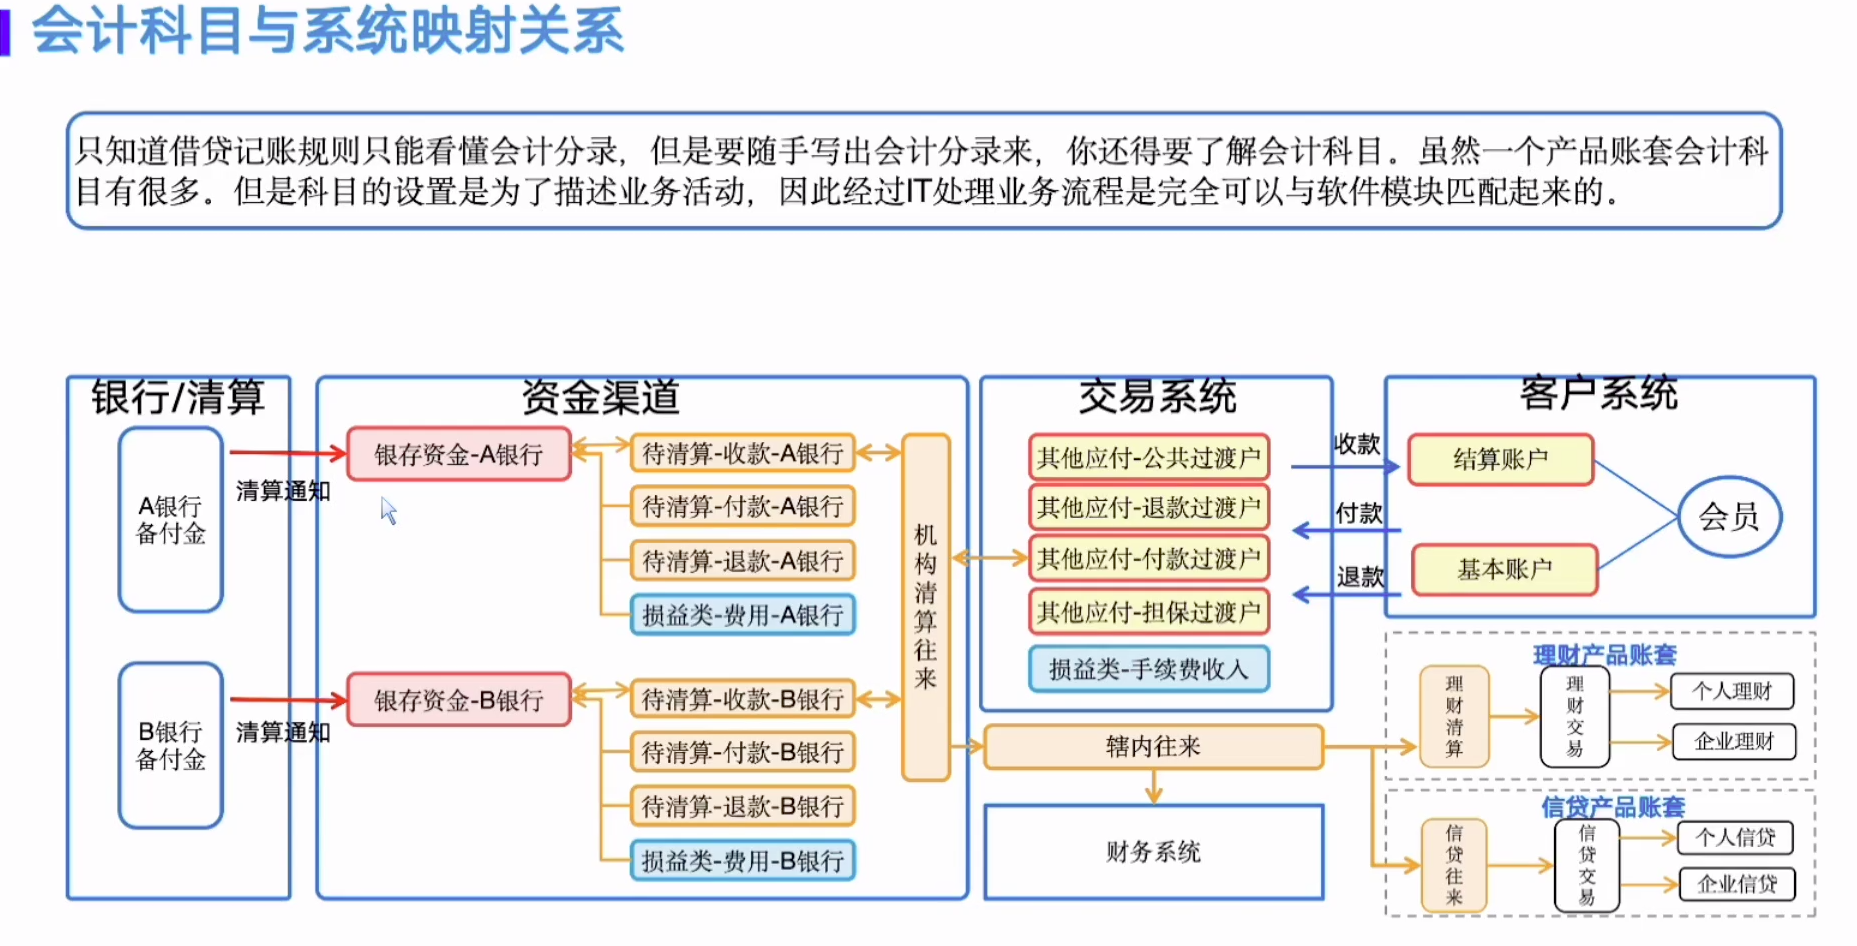 会计科目与系统映射关系
只知道借贷记账规则只能看懂会计分录，但是要随手写出会计分录来，你还得要了解会计科目。虽然一个产品账套会计科
目有很多。但是科目的设置是为了描述业务活动，因此经过IT处理业务流程是完全可以与软件模块匹配起来的。
银行/清算
A银行
备付金
B银行
备付金
清算通知
清算通知
资金渠道
银存资金-A银行
待清算-收款-A银行
待清算-付款-A银行
待清算-退款-A银行
损益类-费用-A银行
银存资金-B银行
待清算-收款-B银行
待清算-付款-B银行
待清算-退款-B银行
损益类-费用-B银行
机
构
清
算
往
来
交易系统
其他应付-公共过渡户
其他应付-退款过渡户
其他应付-付款过渡户
其他应付-担保过渡户
损益类-手续费收入
收款
付款
退款
客户系统
结算账户
基本账户
会员
辖内往来
财务系统
理财产品账套
理
财
清
算
理
财
交
易
个人理财
企业理财
信贷产品账套
信
贷
往
来
信
贷
交
易
个人信贷
企业信贷